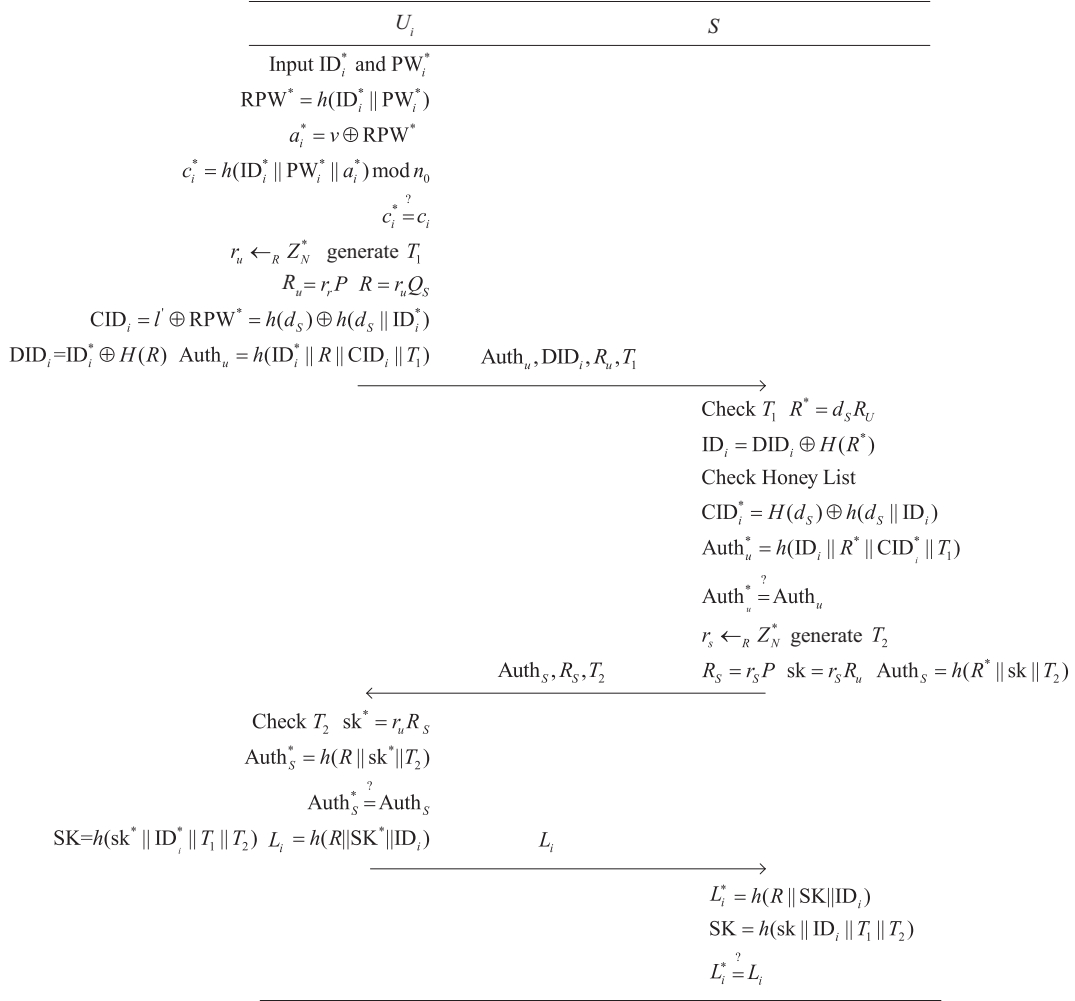 U_i S
Input ID_i^* and PW_i^*
RPW^* = h(ID_i^* || PW_i^*)
a_i^* = v ⊕ RPW^*
c_i^* = h(ID_i^* || PW_i^* || a_i^*) mod n_0
c_i^* ?= c_i
r_u ←_R Z_N^* generate T_1
R_u = r_r P R = r_u Q_S
CID_i = l' ⊕ RPW^* = h(d_S) ⊕ h(d_S || ID_i^*)
DID_i = ID_i^* ⊕ H(R) Auth_u = h(ID_i^* || R || CID_i || T_1)
Auth_u, DID_i, R_u, T_1
Check T_1 R^* = d_S R_U
ID_i = DID_i ⊕ H(R^*)
Check Honey List
CID_i^* = H(d_S) ⊕ h(d_S || ID_i)
Auth_u^* = h(ID_i || R^* || CID_i^* || T_1)
Auth_u^* ?= Auth_u
r_s ←_R Z_N^* generate T_2
R_S = r_S P sk = r_S R_u Auth_S = h(R^* || sk || T_2)
Auth_S, R_S, T_2
Check T_2 sk^* = r_u R_S
Auth_S^* = h(R || sk^* || T_2)
Auth_S^* ?= Auth_S
SK = h(sk^* || ID_i^* || T_1 || T_2) L_i = h(R || SK^* || ID_i)
L_i
L_i^* = h(R || SK || ID_i)
SK = h(sk || ID_i || T_1 || T_2)
L_i^* ?= L_i